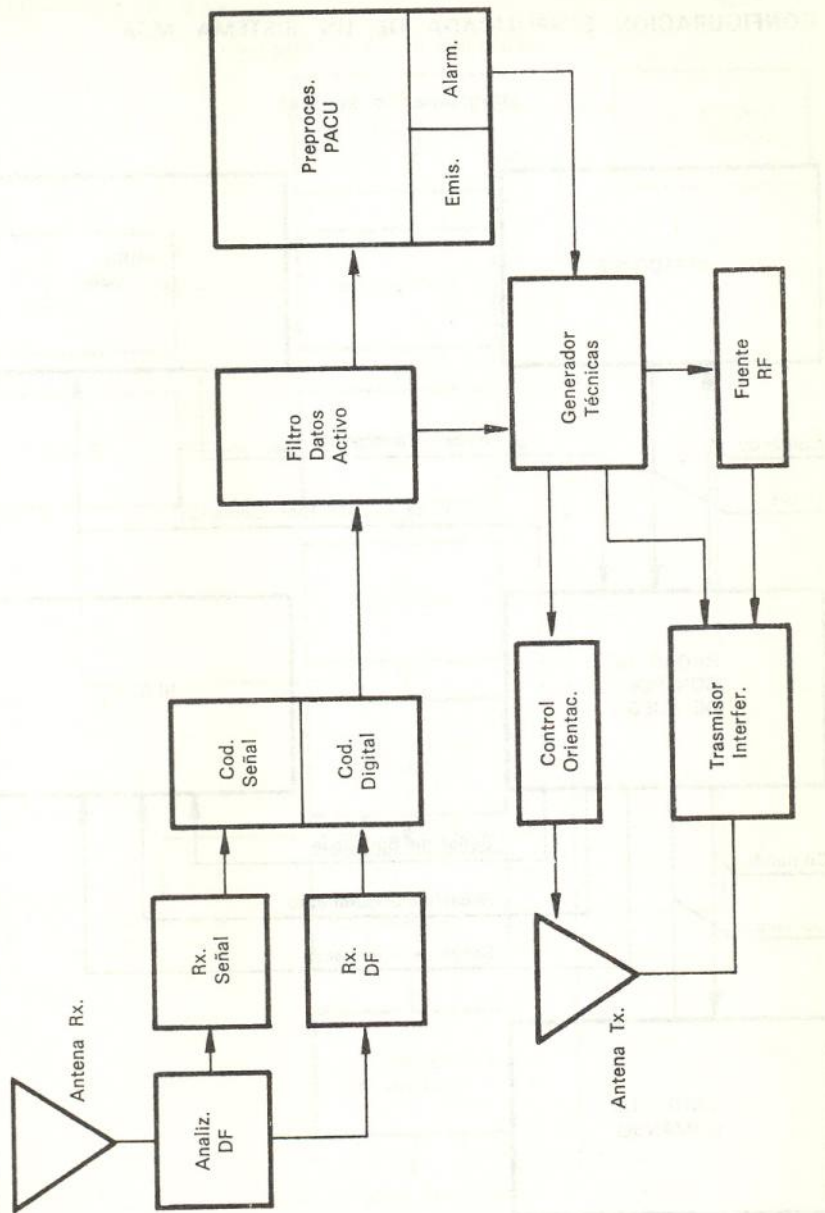 Antena Rx.
Analiz.
DF
Rx.
Señal
Rx.
DF
Cod.
Señal
Cod.
Digital
Filtro
Datos
Activo
Preproces.
PACU
Emis.
Alarm.
Generador
Técnicas
Fuente
RF
Control
Orientac.
Trasmisor
Interfer.
Antena Tx.